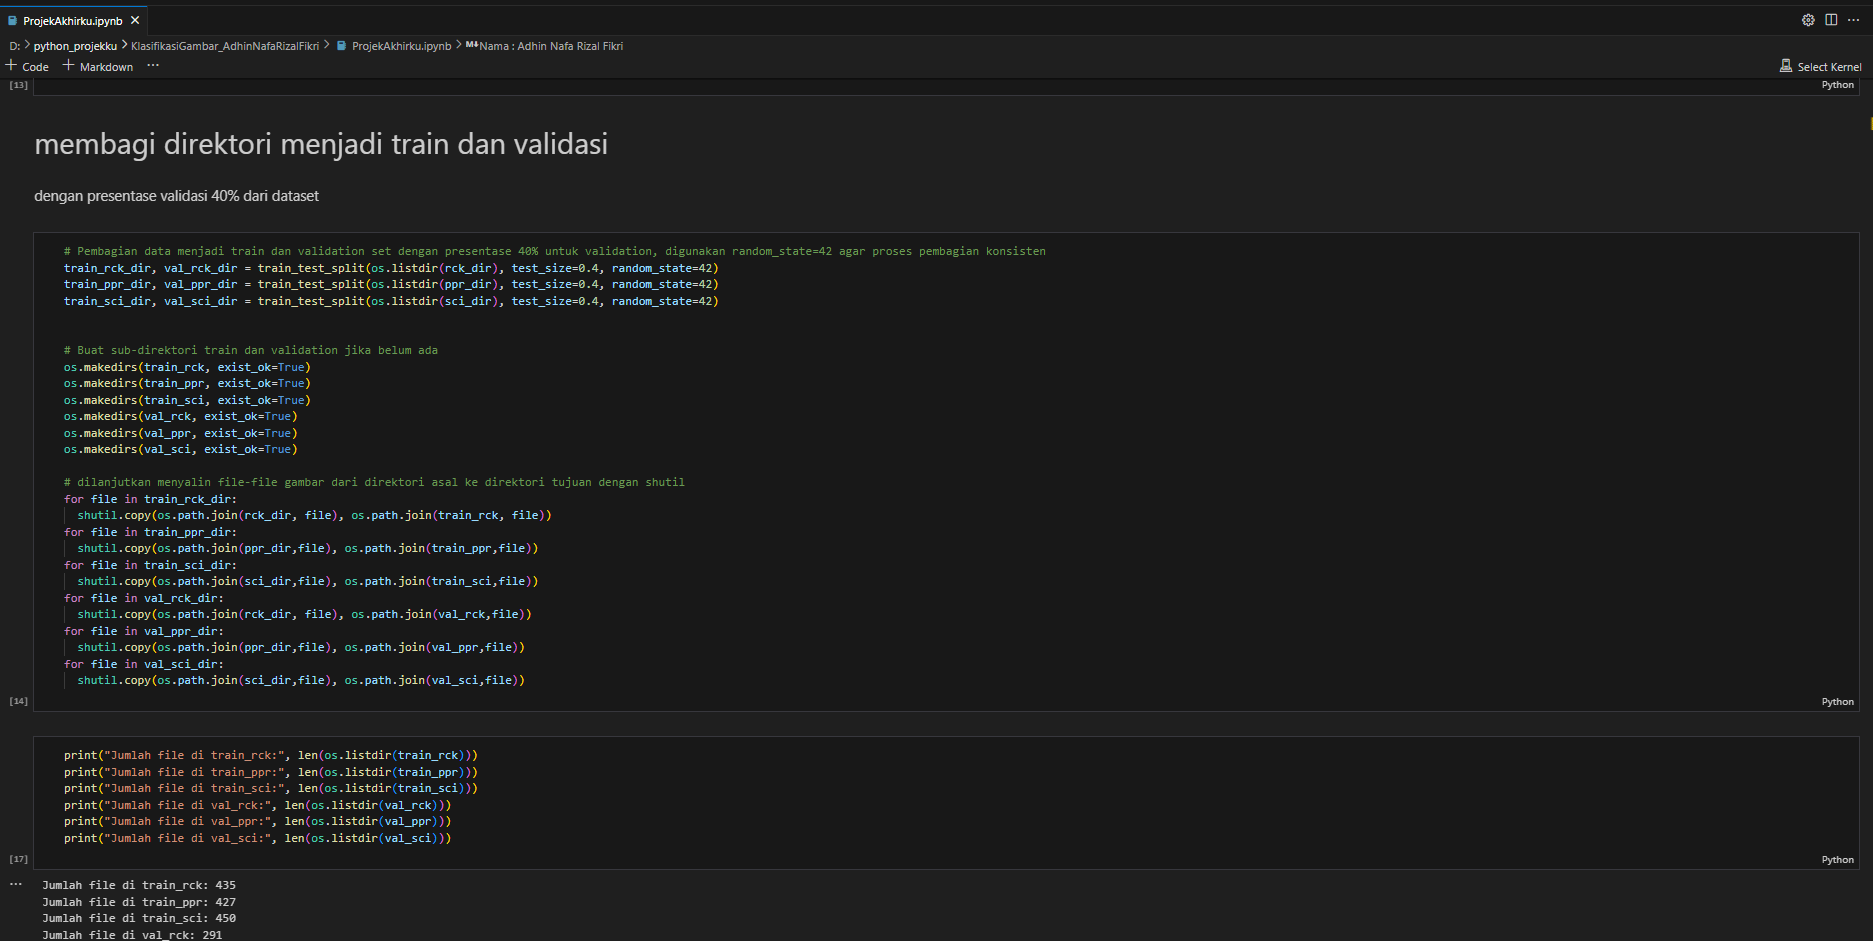 ProjekAkhirku.ipynb
D: > python_projekku > KlasifikasiGambar_AdhinNafaRizalFikri > ProjekAkhirku.ipynb > M↓Nama : Adhin Nafa Rizal Fikri
+ Code + Markdown ...
Select Kernel
[13]
Python
membagi direktori menjadi train dan validasi
dengan presentase validasi 40% dari dataset
# Pembagian data menjadi train dan validation set dengan presentase 40% untuk validation, digunakan random_state=42 agar proses pembagian konsisten
train_rck_dir, val_rck_dir = train_test_split(os.listdir(rck_dir), test_size=0.4, random_state=42)
train_ppr_dir, val_ppr_dir = train_test_split(os.listdir(ppr_dir), test_size=0.4, random_state=42)
train_sci_dir, val_sci_dir = train_test_split(os.listdir(sci_dir), test_size=0.4, random_state=42)
# Buat sub-direktori train dan validation jika belum ada
os.makedirs(train_rck, exist_ok=True)
os.makedirs(train_ppr, exist_ok=True)
os.makedirs(train_sci, exist_ok=True)
os.makedirs(val_rck, exist_ok=True)
os.makedirs(val_ppr, exist_ok=True)
os.makedirs(val_sci, exist_ok=True)
# dilanjutkan menyalin file-file gambar dari direktori asal ke direktori tujuan dengan shutil
for file in train_rck_dir:
shutil.copy(os.path.join(rck_dir, file), os.path.join(train_rck, file))
for file in train_ppr_dir:
shutil.copy(os.path.join(ppr_dir,file), os.path.join(train_ppr,file))
for file in train_sci_dir:
shutil.copy(os.path.join(sci_dir,file), os.path.join(train_sci,file))
for file in val_rck_dir:
shutil.copy(os.path.join(rck_dir, file), os.path.join(val_rck,file))
for file in val_ppr_dir:
shutil.copy(os.path.join(ppr_dir,file), os.path.join(val_ppr,file))
for file in val_sci_dir:
shutil.copy(os.path.join(sci_dir,file), os.path.join(val_sci,file))
[14]
Python
print("Jumlah file di train_rck:", len(os.listdir(train_rck)))
print("Jumlah file di train_ppr:", len(os.listdir(train_ppr)))
print("Jumlah file di train_sci:", len(os.listdir(train_sci)))
print("Jumlah file di val_rck:", len(os.listdir(val_rck)))
print("Jumlah file di val_ppr:", len(os.listdir(val_ppr)))
print("Jumlah file di val_sci:", len(os.listdir(val_sci)))
[17]
Python
... Jumlah file di train_rck: 435
Jumlah file di train_ppr: 427
Jumlah file di train_sci: 450
Jumlah file di val_rck: 291